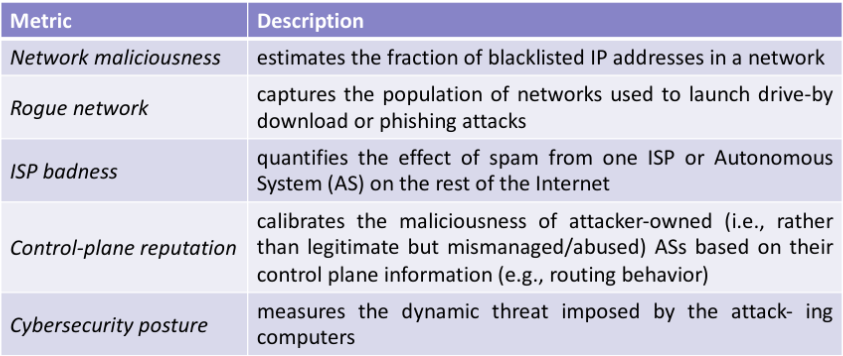 Metric Description
Network maliciousness estimates the fraction of blacklisted IP addresses in a network
Rogue network captures the population of networks used to launch drive-by
download or phishing attacks
ISP badness quantifies the effect of spam from one ISP or Autonomous
System (AS) on the rest of the Internet
Control-plane reputation calibrates the maliciousness of attacker-owned (i.e., rather
than legitimate but mismanaged/abused) ASs based on their
control plane information (e.g., routing behavior)
Cybersecurity posture measures the dynamic threat imposed by the attack- ing
computers